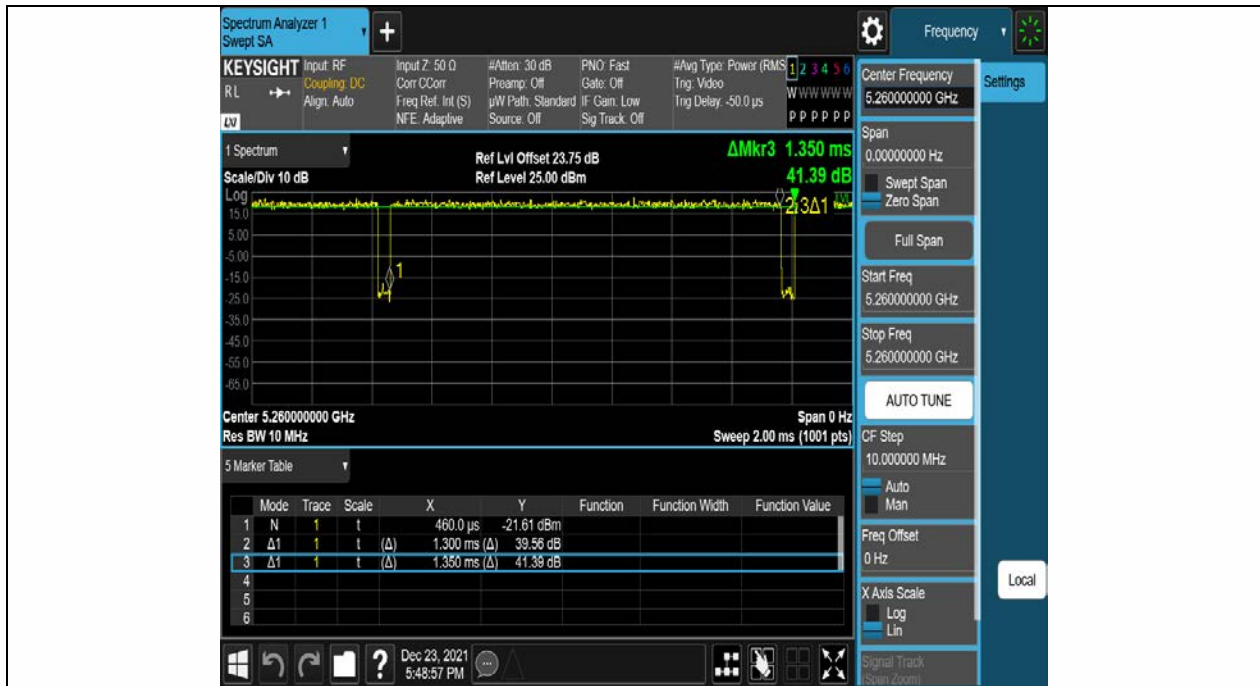 Spectrum Analyzer 1
Swept SA
+
Frequency
KEYSIGHT
RL
LXI
Input: RF
Coupling: DC
Align: Auto
Input Z: 50 Ω
Corr CCorr
Freq Ref: Int (S)
NFE: Adaptive
#Atten: 30 dB
Preamp: Off
µW Path: Standard
Source: Off
PNO: Fast
Gate: Off
IF Gain: Low
Sig Track: Off
#Avg Type: Power (RMS
Trig: Video
Trig Delay: -50.0 µs
1 2 3 4 5 6
W W W W W W
P P P P P P
1 Spectrum
Scale/Div 10 dB
Ref Lvl Offset 23.75 dB
Ref Level 25.00 dBm
ΔMkr3 1.350 ms
41.39 dB
Log
15.0
5.00
-5.00
-15.0
-25.0
-35.0
-45.0
-55.0
-65.0
1
3Δ1
Center 5.260000000 GHz
Res BW 10 MHz
Span 0 Hz
Sweep 2.00 ms (1001 pts)
5 Marker Table
Mode Trace Scale X Y Function Function Width Function Value
1 N 1 t 460.0 µs -21.61 dBm
2 Δ1 1 t (Δ) 1.300 ms (Δ) 39.56 dB
3 Δ1 1 t (Δ) 1.350 ms (Δ) 41.39 dB
4
5
6
?
Dec 23, 2021
5:48:57 PM
Center Frequency
5.260000000 GHz
Span
0.00000000 Hz
Swept Span
Zero Span
Full Span
Start Freq
5.260000000 GHz
Stop Freq
5.260000000 GHz
AUTO TUNE
CF Step
10.000000 MHz
Auto
Man
Freq Offset
0 Hz
X Axis Scale
Log
Lin
Signal Track
(Span Zoom)
Settings
Local